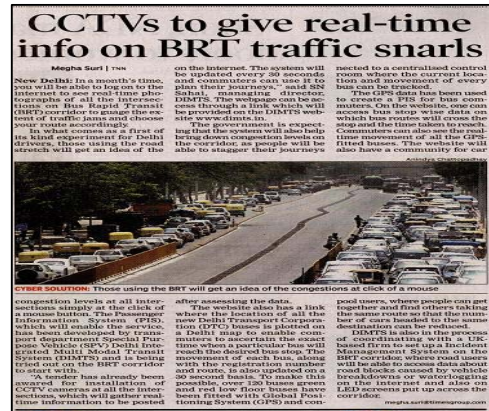 CCTVs to give real-time
info on BRT traffic snarls
Megha Suri | TNN
New Delhi: In a month's time,
you will be able to log on to the
internet to see real-time pho-
tographs of all the intersec-
tions on Bus Rapid Transit
(BRT) corridor to guage the ex-
tent of traffic jams and choose
your route accordingly.
In what comes as a first of
its kind experiment for Delhi
drivers, those using the road
stretch will get an idea of the
on the internet. The system will
be updated every 30 seconds
and commuters can use it to
plan their journeys," said SN
Sahai, managing director,
DIMTS. The webpage can be ac-
cess through a link which will
be provided on the DIMTS web-
site www.dimts.in.
The government is expect-
ing that the system will also help
bring down congestion levels on
the corridor, as people will be
able to stagger their journeys
nected to a centralised control
room where the current loca-
tion and movement of every
bus can be tracked.
The GPS data has been used
to create a PIS for bus com-
muters. On the website, one can
access bus stop wise data on
which bus routes will cross the
stop and the time taken to reach.
Commuters can also see the real-
time movement of all the GPS-
fitted buses. The website will
also have a community for car
Anindya Chattopadhyay
CYBER SOLUTION: Those using the BRT will get an idea of the congestions at click of a mouse
congestion levels at all inter-
sections simply at the click of
a mouse button. The Passenger
Information System (PIS),
which will enable the service,
has been developed by trans-
port department Special Pur-
pose Vehicle (SPV) Delhi Inte-
grated Multi Modal Transit
System (DIMTS) and is being
tried out on the BRT corridor
to start with.
"A tender has already been
awarded for installation of
CCTV cameras at all the inter-
sections, which will gather real-
time information to be posted
after assessing the data.
The website also has a link
where the location of all the
new Delhi Transport Corpora-
tion (DTC) buses is plotted on
a Delhi map to enable com-
muters to ascertain the exact
time when a particular bus will
reach the desired bus stop. The
movement of each bus, along
with the registration number
and route, is also updated on a
30 second basis. To make this
possible, over 120 buses green
and red low floor buses have
been fitted with Global Posi-
tioning System (GPS) and con-
pool users, where people can get
together and find others taking
the same route so that the num-
ber of cars headed to the same
destination can be reduced.
DIMTS is also in the process
of coordinating with a UK-
based firm to set up a Incident
Management System on the
BRT corridor, where road users
will be able to access data about
road blocks caused by vehicle
breakdowns or waterlogging
on the internet and also on
LED screens put up across the
corridor.
megha.suri@timesgroup.com